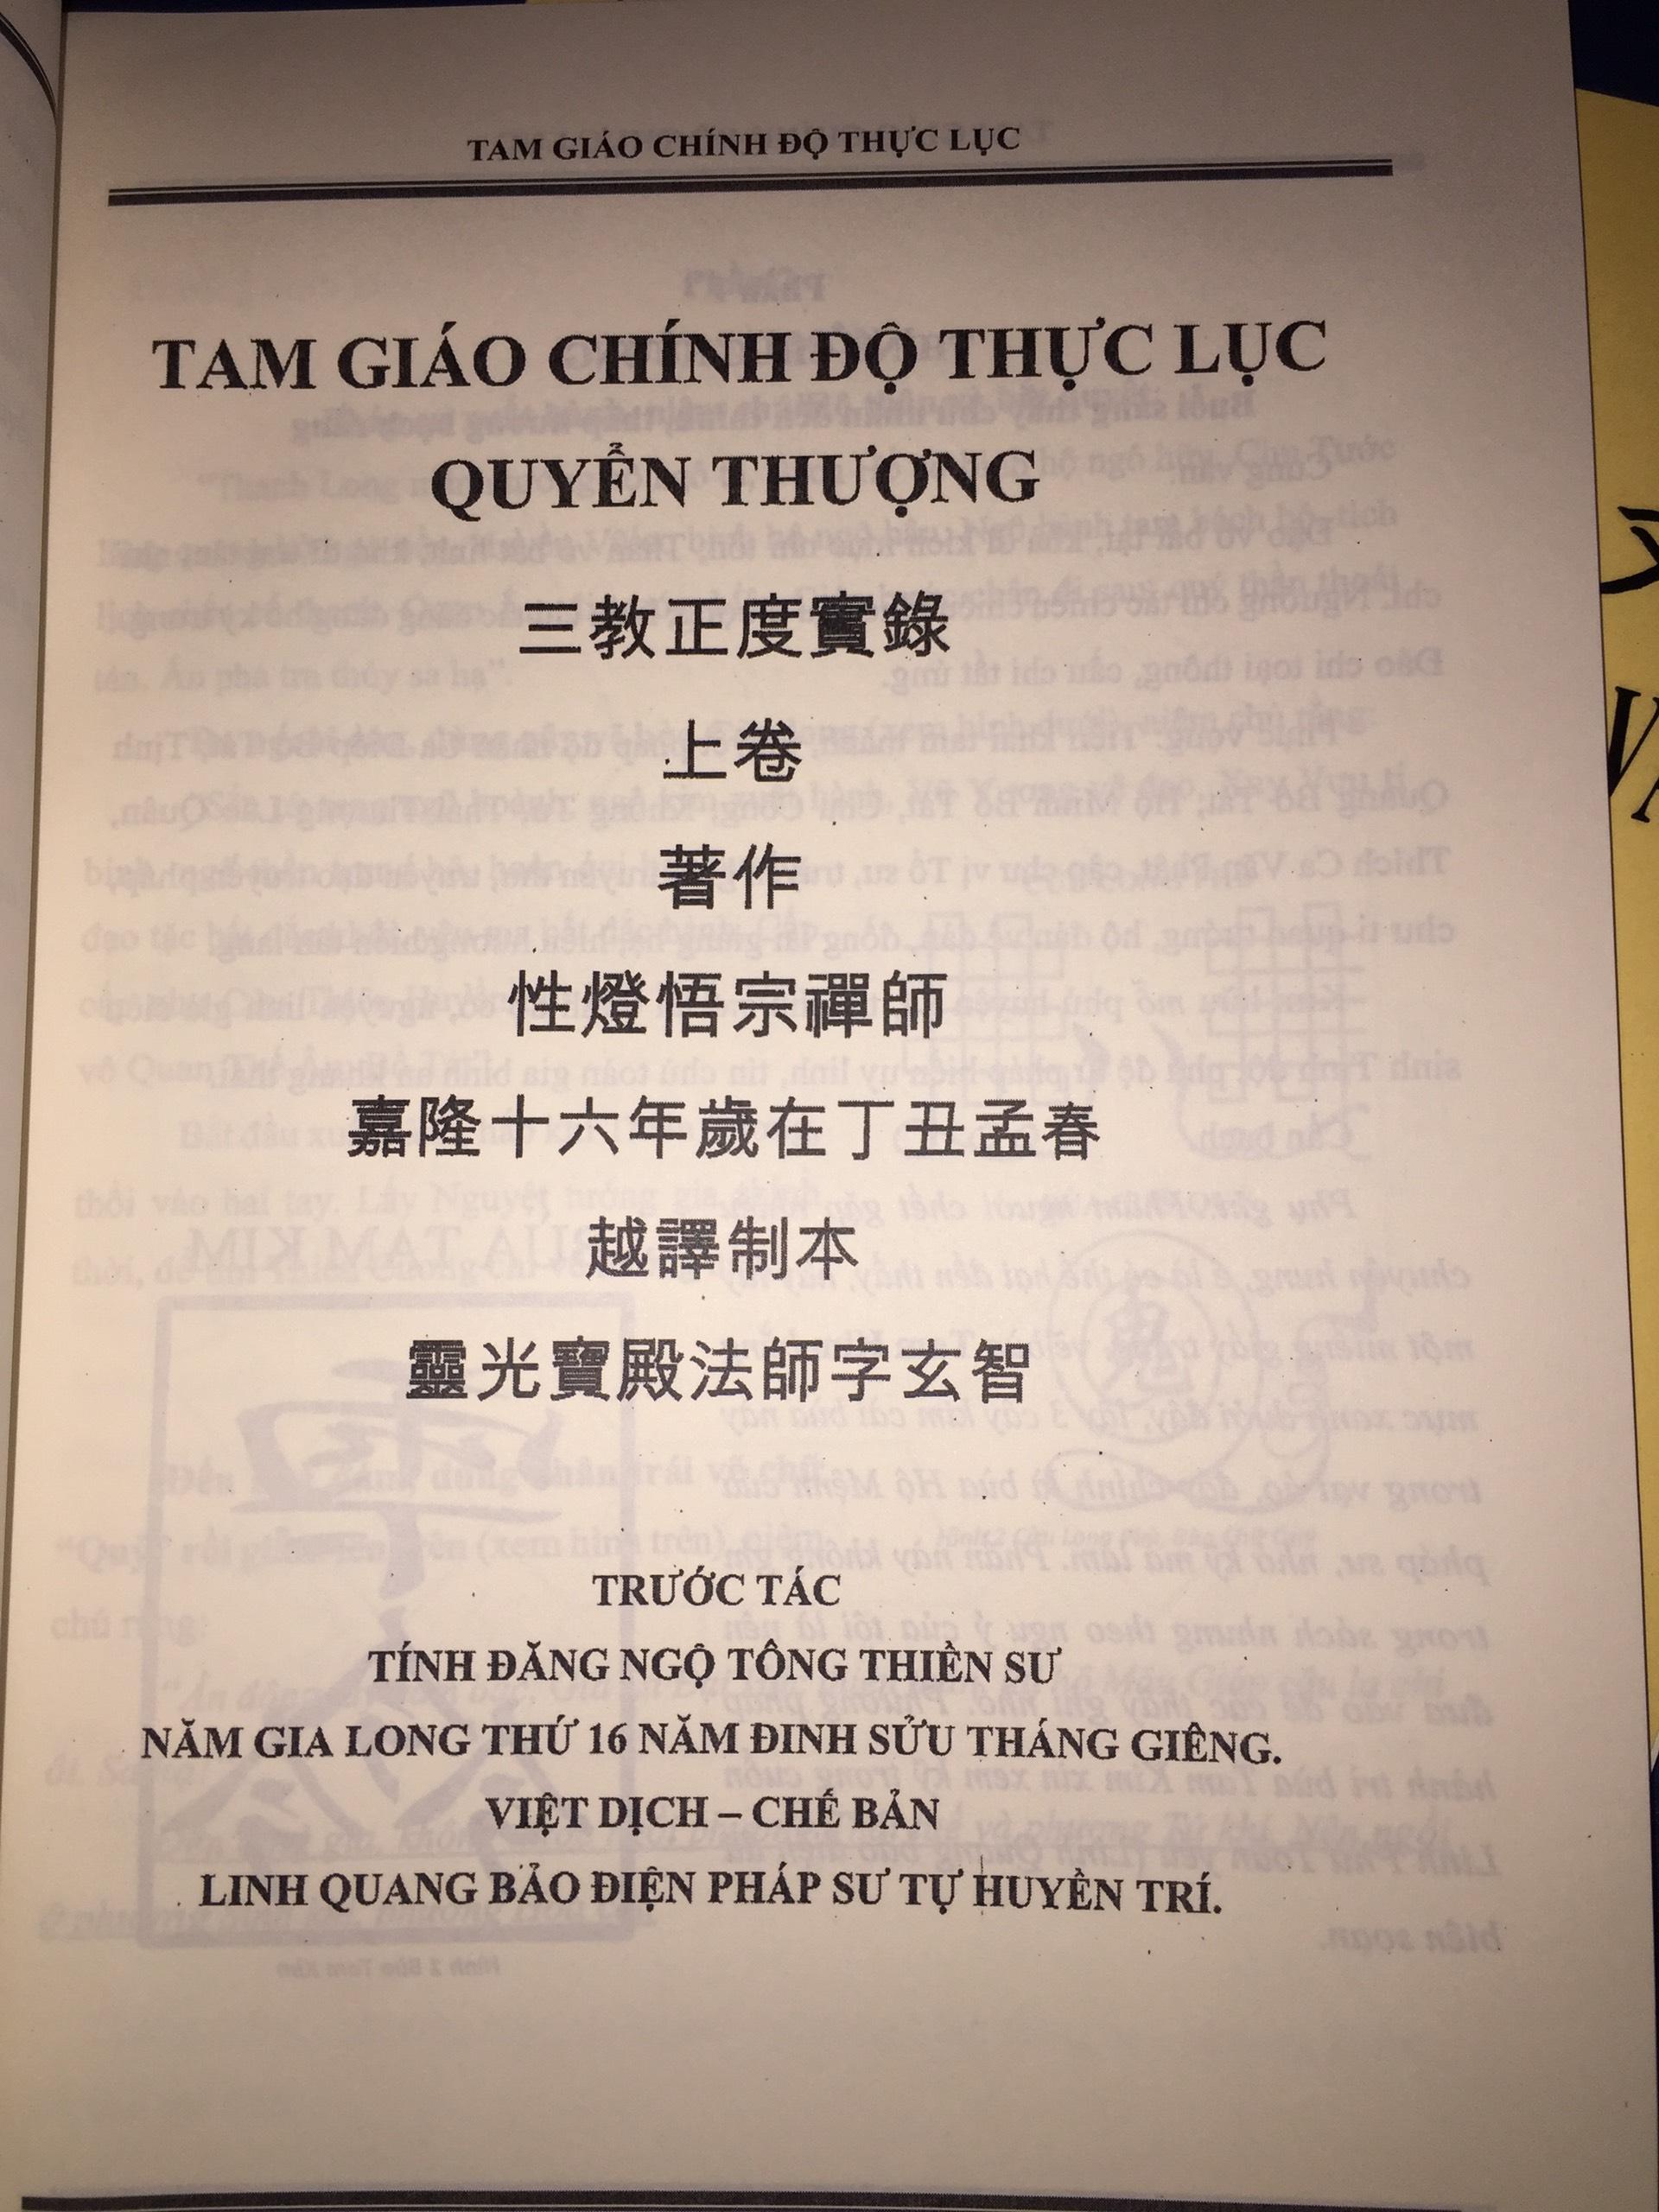 TAM GIÁO CHÍNH ĐỘ THỰC LỤC
TAM GIÁO CHÍNH ĐỘ THỰC LỤC
QUYỂN THƯỢNG
三教正度實錄
上卷
著作
性燈悟宗禪師
嘉隆十六年歲在丁丑孟春
越譯制本
靈光寶殿法師字玄智
TRƯỚC TÁC
TÍNH ĐĂNG NGỘ TÔNG THIỀN SƯ
NĂM GIA LONG THỨ 16 NĂM ĐINH SỬU THÁNG GIÊNG.
VIỆT DỊCH – CHẾ BẢN
LINH QUANG BẢO ĐIỆN PHÁP SƯ TỰ HUYỀN TRÍ.